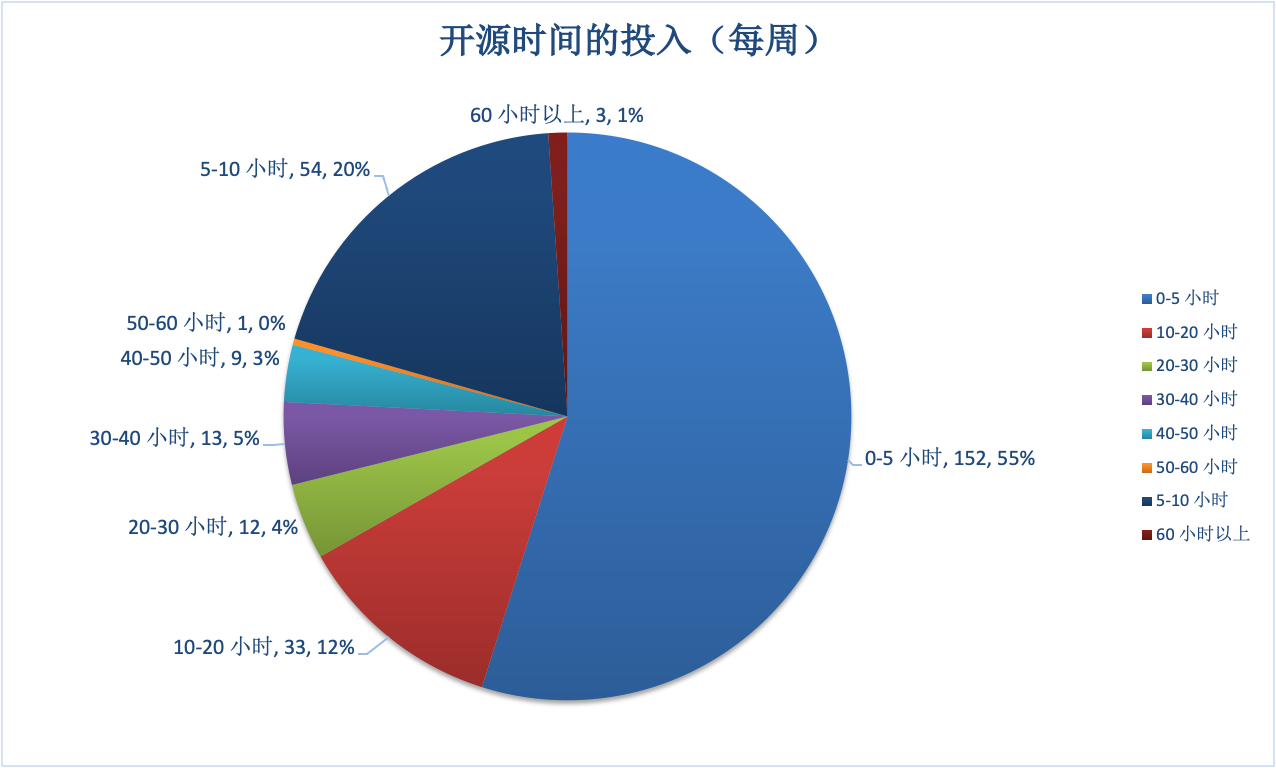 开源时间的投入（每周）
60 小时以上, 3, 1%
5-10 小时, 54, 20%
50-60 小时, 1, 0%
40-50 小时, 9, 3%
30-40 小时, 13, 5%
0-5 小时, 152, 55%
20-30 小时, 12, 4%
10-20 小时, 33, 12%
0-5 小时
10-20 小时
20-30 小时
30-40 小时
40-50 小时
50-60 小时
5-10 小时
60 小时以上